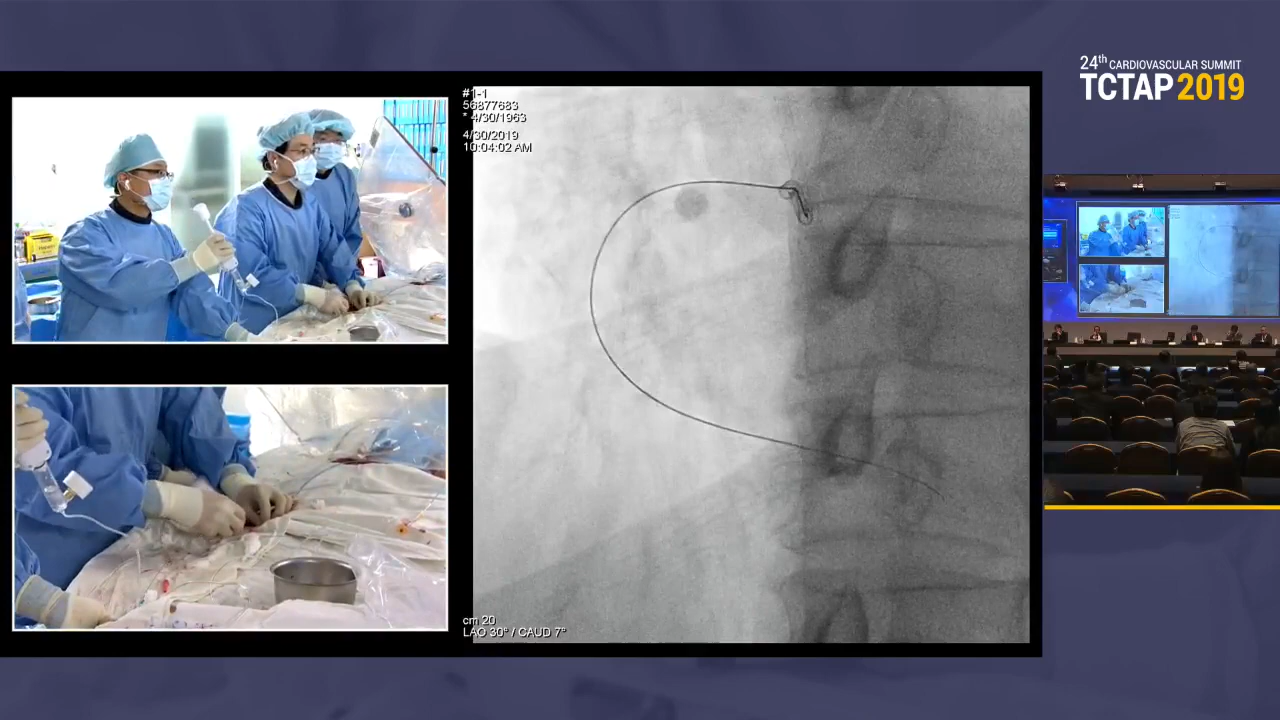 #1-1
56877683
* 4/30/1963
4/30/2019
10:04:02 AM
cm 20
LAO 30° / CAUD 7°
24th CARDIOVASCULAR SUMMIT
TCTAP 2019